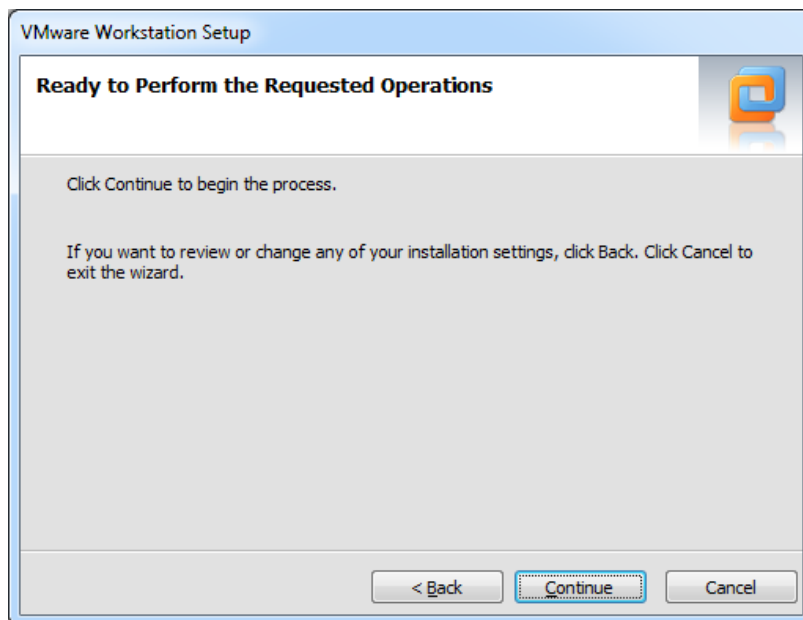 VMware Workstation Setup
Ready to Perform the Requested Operations
Click Continue to begin the process.
If you want to review or change any of your installation settings, click Back. Click Cancel to
exit the wizard.
< Back
Continue
Cancel